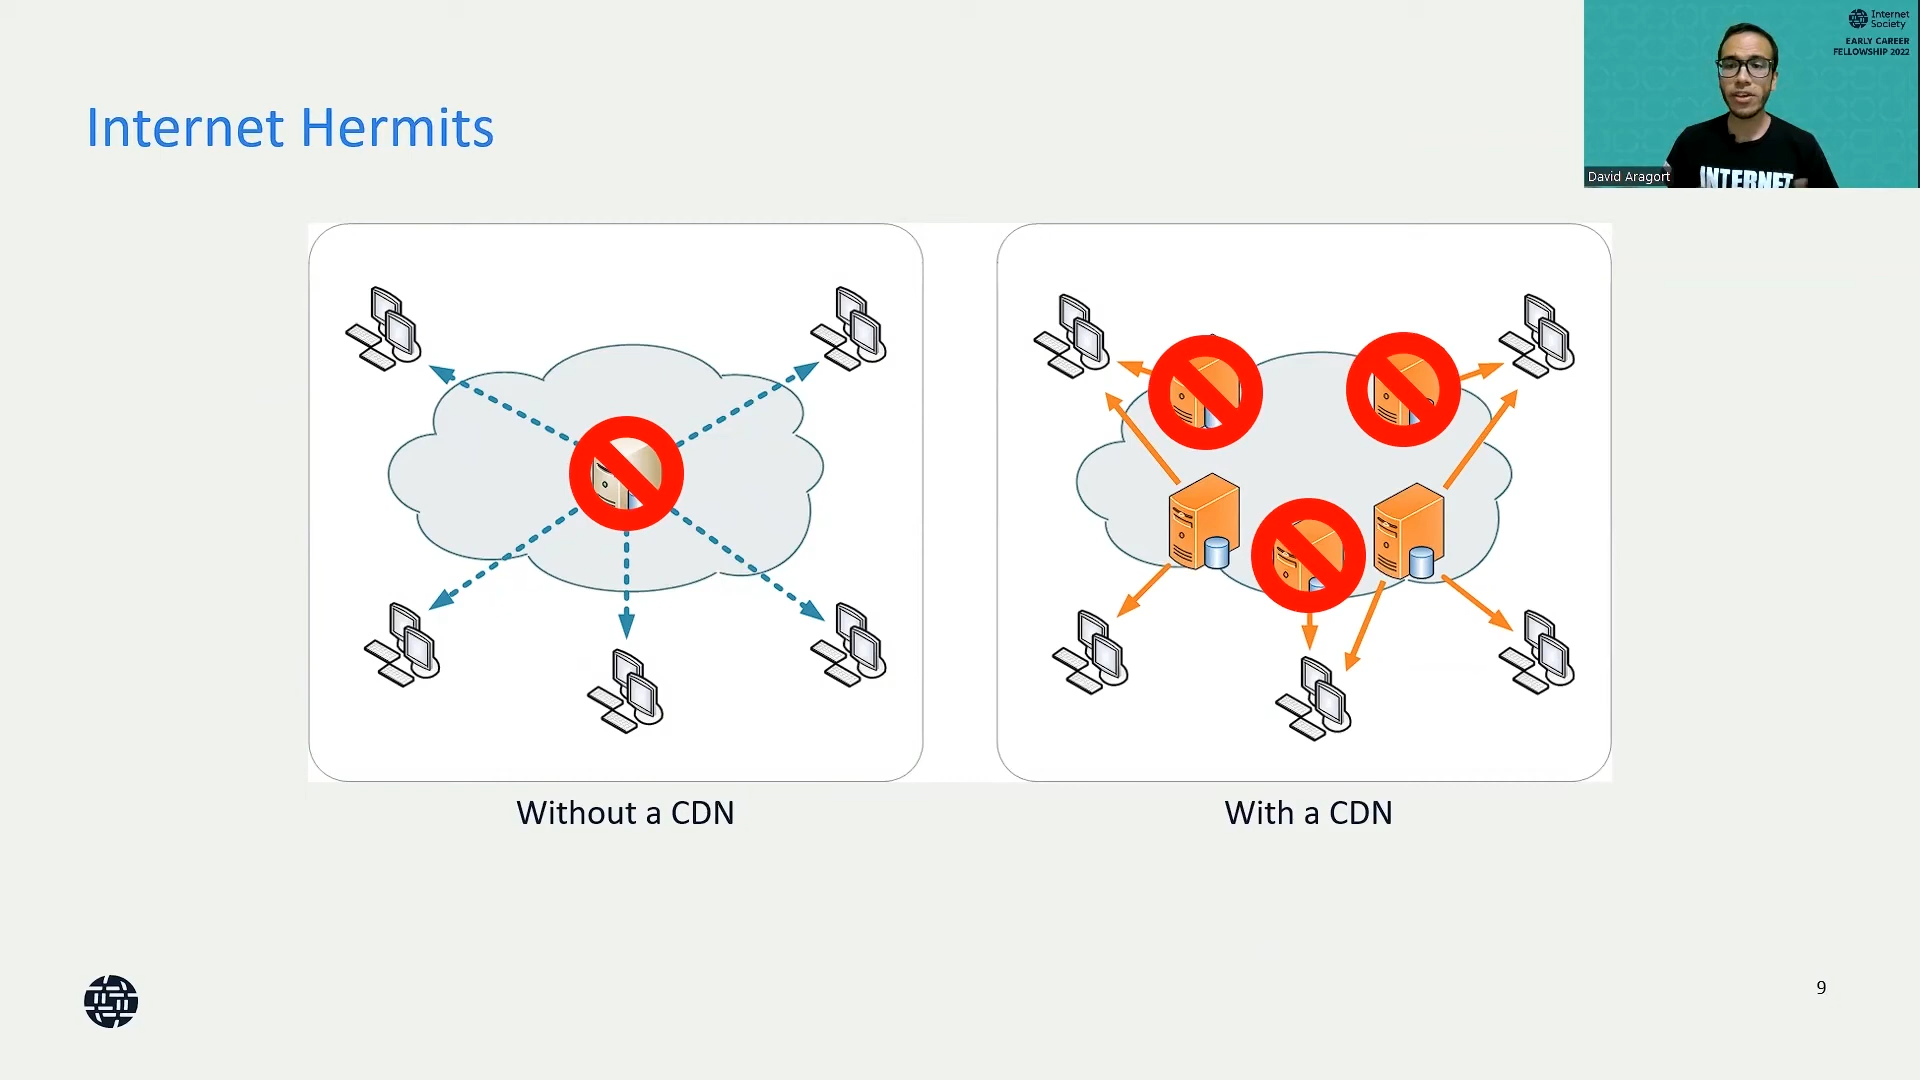 Internet
Society
EARLY CAREER
FELLOWSHIP 2022
INTERNET
David Aragort
Internet Hermits
Without a CDN
With a CDN
9